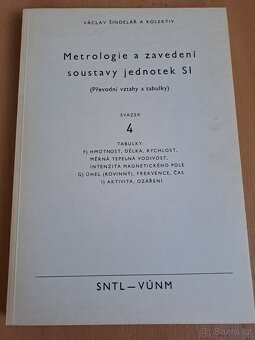 VÁCLAV ŠINDELÁŘ A KOLEKTIV
Metrologie a zavedení
soustavy jednotek SI
(Převodní vztahy a tabulky)
SVAZEK
4
TABULKY:
F) HMOTNOST, DÉLKA, RYCHLOST,
MĚRNÁ TEPELNÁ VODIVOST,
INTENZITA MAGNETICKÉHO POLE
G) ÚHEL (ROVINNÝ), FREKVENCE, ČAS
I) AKTIVITA, OZÁŘENÍ
SNTL—VÚNM